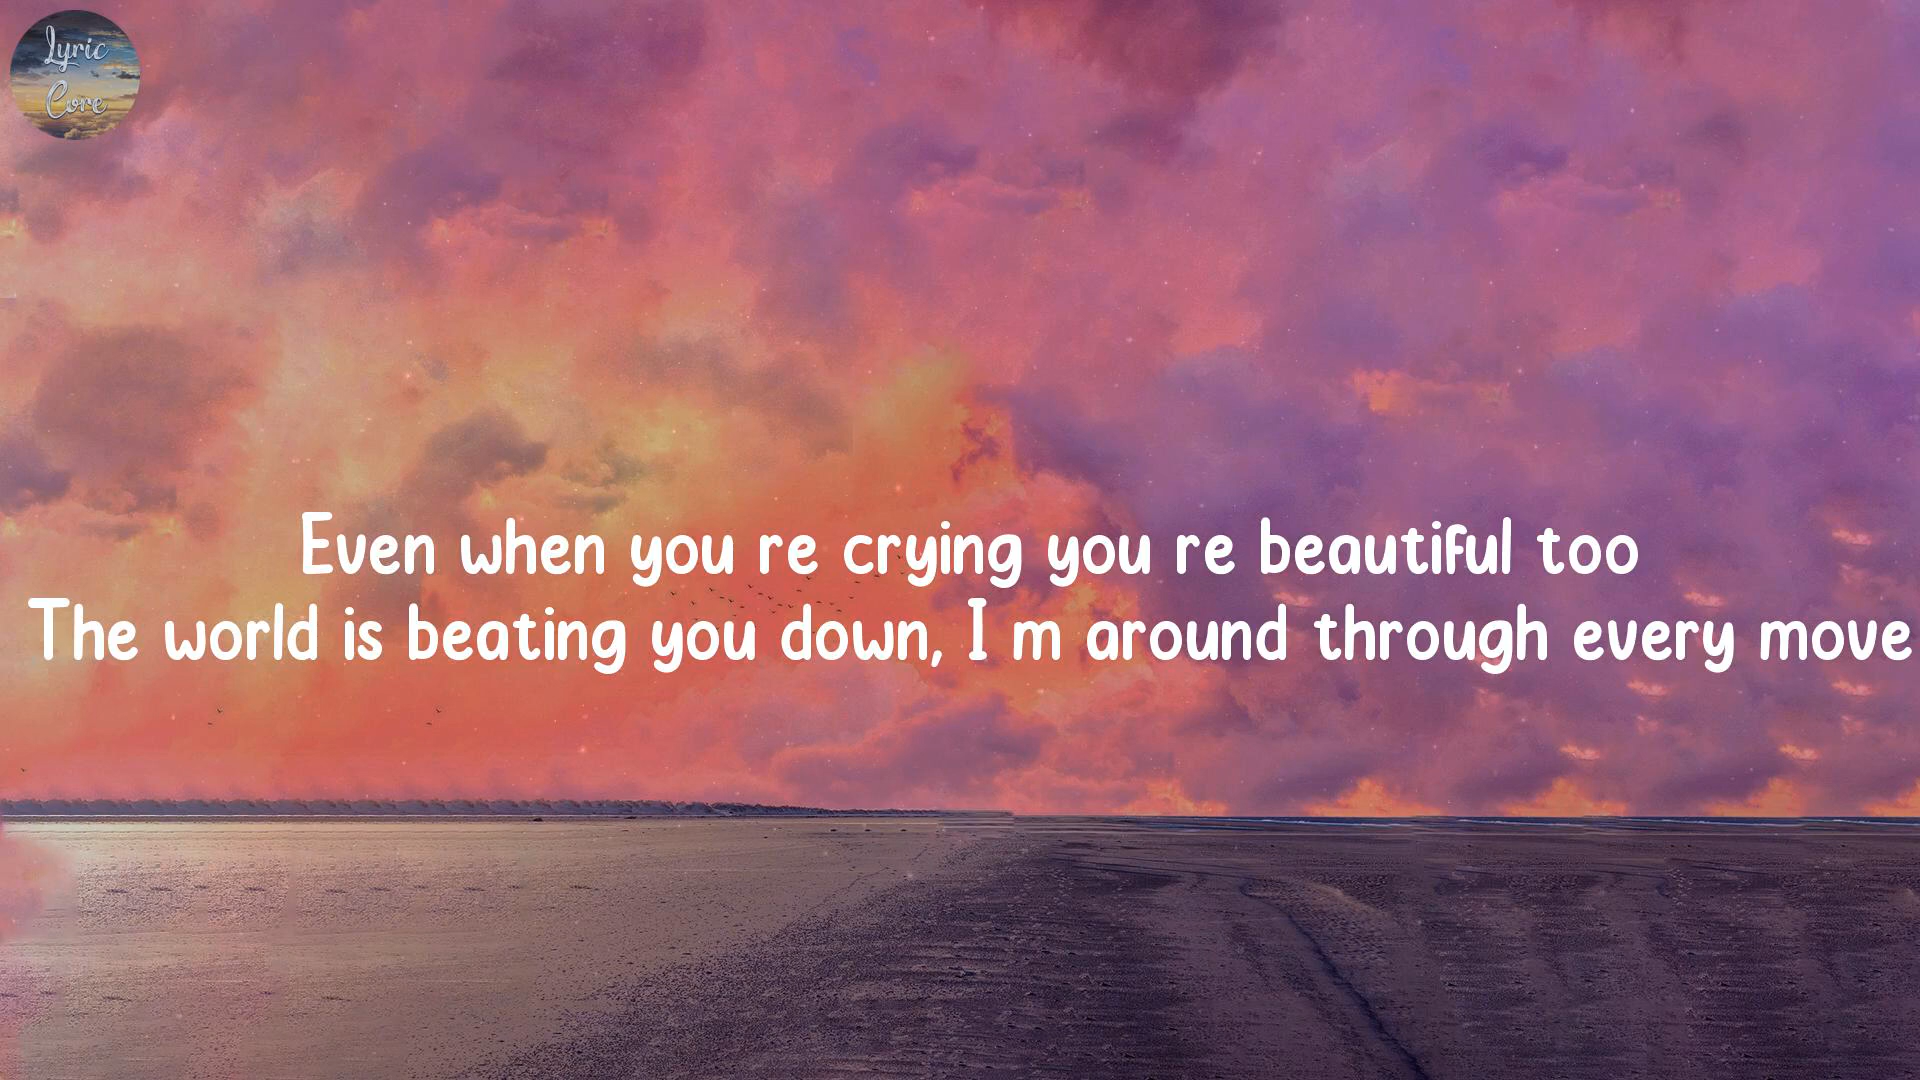 Lyric
Core
Even when you re crying you re beautiful too
The world is beating you down, I m around through every move